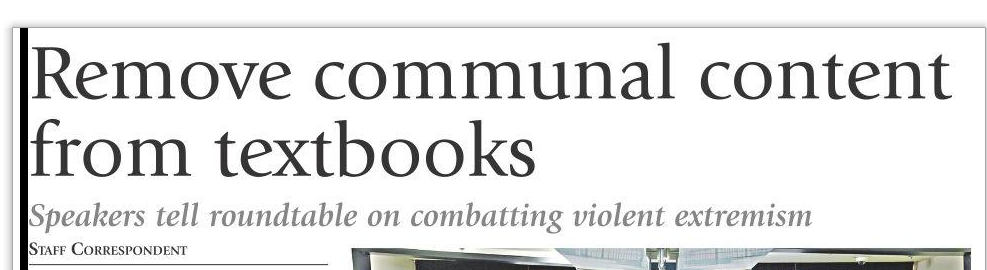 Remove communal content
from textbooks
Speakers tell roundtable on combatting violent extremism
Staff Correspondent